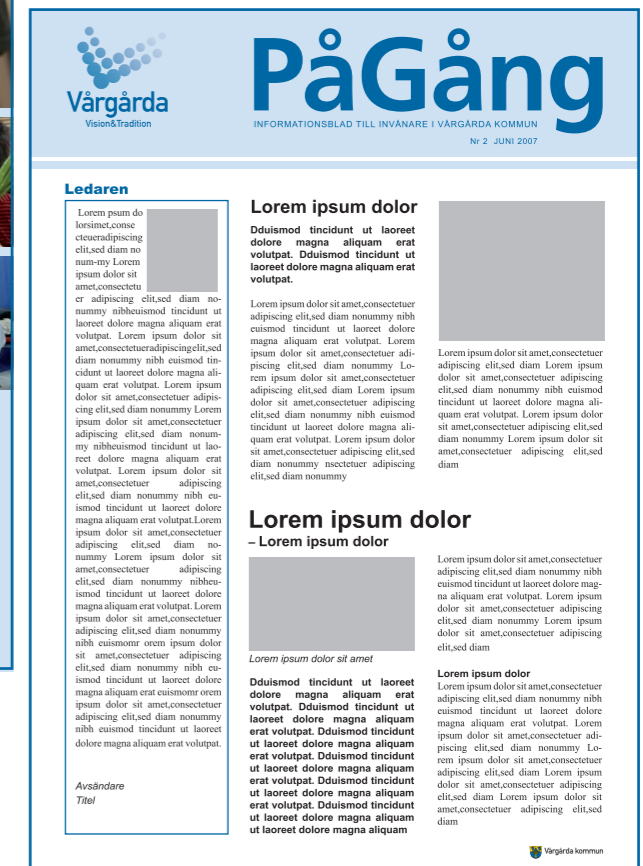 Vårgårda
Vision&Tradition
PåGång
INFORMATIONSBLAD TILL INVÅNARE I VÅRGÅRDA KOMMUN
Nr 2 JUNI 2007
Ledaren
Lorem psum do
lorsimet,conse
cteueradipiscing
elit,sed diam no
num-my Lorem
ipsum dolor sit
amet,consectetu
er adipiscing elit,sed diam no-
nummy nibheuismod tincidunt ut
laoreet dolore magna aliquam erat
volutpat. Lorem ipsum dolor sit
amet,consectetueradipiscingelit,sed
diam nonummy nibh euismod tin-
cidunt ut laoreet dolore magna ali-
quam erat volutpat. Lorem ipsum
dolor sit amet,consectetuer adipis-
cing elit,sed diam nonummy Lorem
ipsum dolor sit amet,consectetuer
adipiscing elit,sed diam nonum-
my nibheuismod tincidunt ut lao-
reet dolore magna aliquam erat
volutpat. Lorem ipsum dolor sit
amet,consectetuer adipiscing
elit,sed diam nonummy nibh eu-
ismod tincidunt ut laoreet dolore
magna aliquam erat volutpat.Lorem
ipsum dolor sit amet,consectetuer
adipiscing elit,sed diam no-
nummy Lorem ipsum dolor sit
amet,consectetuer adipiscing
elit,sed diam nonummy nibheu-
ismod tincidunt ut laoreet dolore
magna aliquam erat volutpat. Lorem
ipsum dolor sit amet,consectetuer
adipiscing elit,sed diam nonummy
nibh euismomr orem ipsum dolor
sit amet,consectetuer adipiscing
elit,sed diam nonummy nibh eu-
ismod tincidunt ut laoreet dolore
magna aliquam erat euismomr orem
ipsum dolor sit amet,consectetuer
adipiscing elit,sed diam nonummy
nibh euismod tincidunt ut laoreet
dolore magna aliquam erat volutpat.
Avsändare
Titel
Lorem ipsum dolor
Dduismod tincidunt ut laoreet
dolore magna aliquam erat
volutpat. Dduismod tincidunt ut
laoreet dolore magna aliquam erat
volutpat.
Lorem ipsum dolor sit amet,consectetuer
adipiscing elit,sed diam nonummy nibh
euismod tincidunt ut laoreet dolore
magna aliquam erat volutpat. Lorem
ipsum dolor sit amet,consectetuer adi-
piscing elit,sed diam nonummy Lo-
rem ipsum dolor sit amet,consectetuer
adipiscing elit,sed diam Lorem ipsum
dolor sit amet,consectetuer adipiscing
elit,sed diam nonummy nibh euismod
tincidunt ut laoreet dolore magna ali-
quam erat volutpat. Lorem ipsum dolor
sit amet,consectetuer adipiscing elit,sed
diam nonummy nsectetuer adipiscing
elit,sed diam nonummy
Lorem ipsum dolor sit amet,consectetuer
adipiscing elit,sed diam Lorem ipsum
dolor sit amet,consectetuer adipiscing
elit,sed diam nonummy nibh euismod
tincidunt ut laoreet dolore magna ali-
quam erat volutpat. Lorem ipsum dolor
sit amet,consectetuer adipiscing elit,sed
diam nonummy Lorem ipsum dolor sit
amet,consectetuer adipiscing elit,sed
diam
Lorem ipsum dolor
– Lorem ipsum dolor
Lorem ipsum dolor sit amet
Dduismod tincidunt ut laoreet
dolore magna aliquam erat
volutpat. Dduismod tincidunt ut
laoreet dolore magna aliquam
erat volutpat. Dduismod tincidunt
ut laoreet dolore magna aliquam
erat volutpat. Dduismod tincidunt
ut laoreet dolore magna aliquam
erat volutpat. Dduismod tincidunt
ut laoreet dolore magna aliquam
erat volutpat. Dduismod tincidunt
ut laoreet dolore magna aliquam
ut laoreet dolore magna aliquam
Lorem ipsum dolor sit amet,consectetuer
adipiscing elit,sed diam nonummy nibh
euismod tincidunt ut laoreet dolore mag-
na aliquam erat volutpat. Lorem ipsum
dolor sit amet,consectetuer adipiscing
elit,sed diam nonummy Lorem ipsum
dolor sit amet,consectetuer adipiscing
elit,sed diam
Lorem ipsum dolor
Lorem ipsum dolor sit amet,consectetuer
adipiscing elit,sed diam nonummy nibh
euismod tincidunt ut laoreet dolore
magna aliquam erat volutpat. Lorem
ipsum dolor sit amet,consectetuer adi-
piscing elit,sed diam nonummy Lo-
rem ipsum dolor sit amet,consectetuer
adipiscing elit,sed diam Lorem ipsum
dolor sit amet,consectetuer adipiscing
elit,sed diam Lorem ipsum dolor sit
amet,consectetuer adipiscing elit,sed
diam
Vårgårda kommun